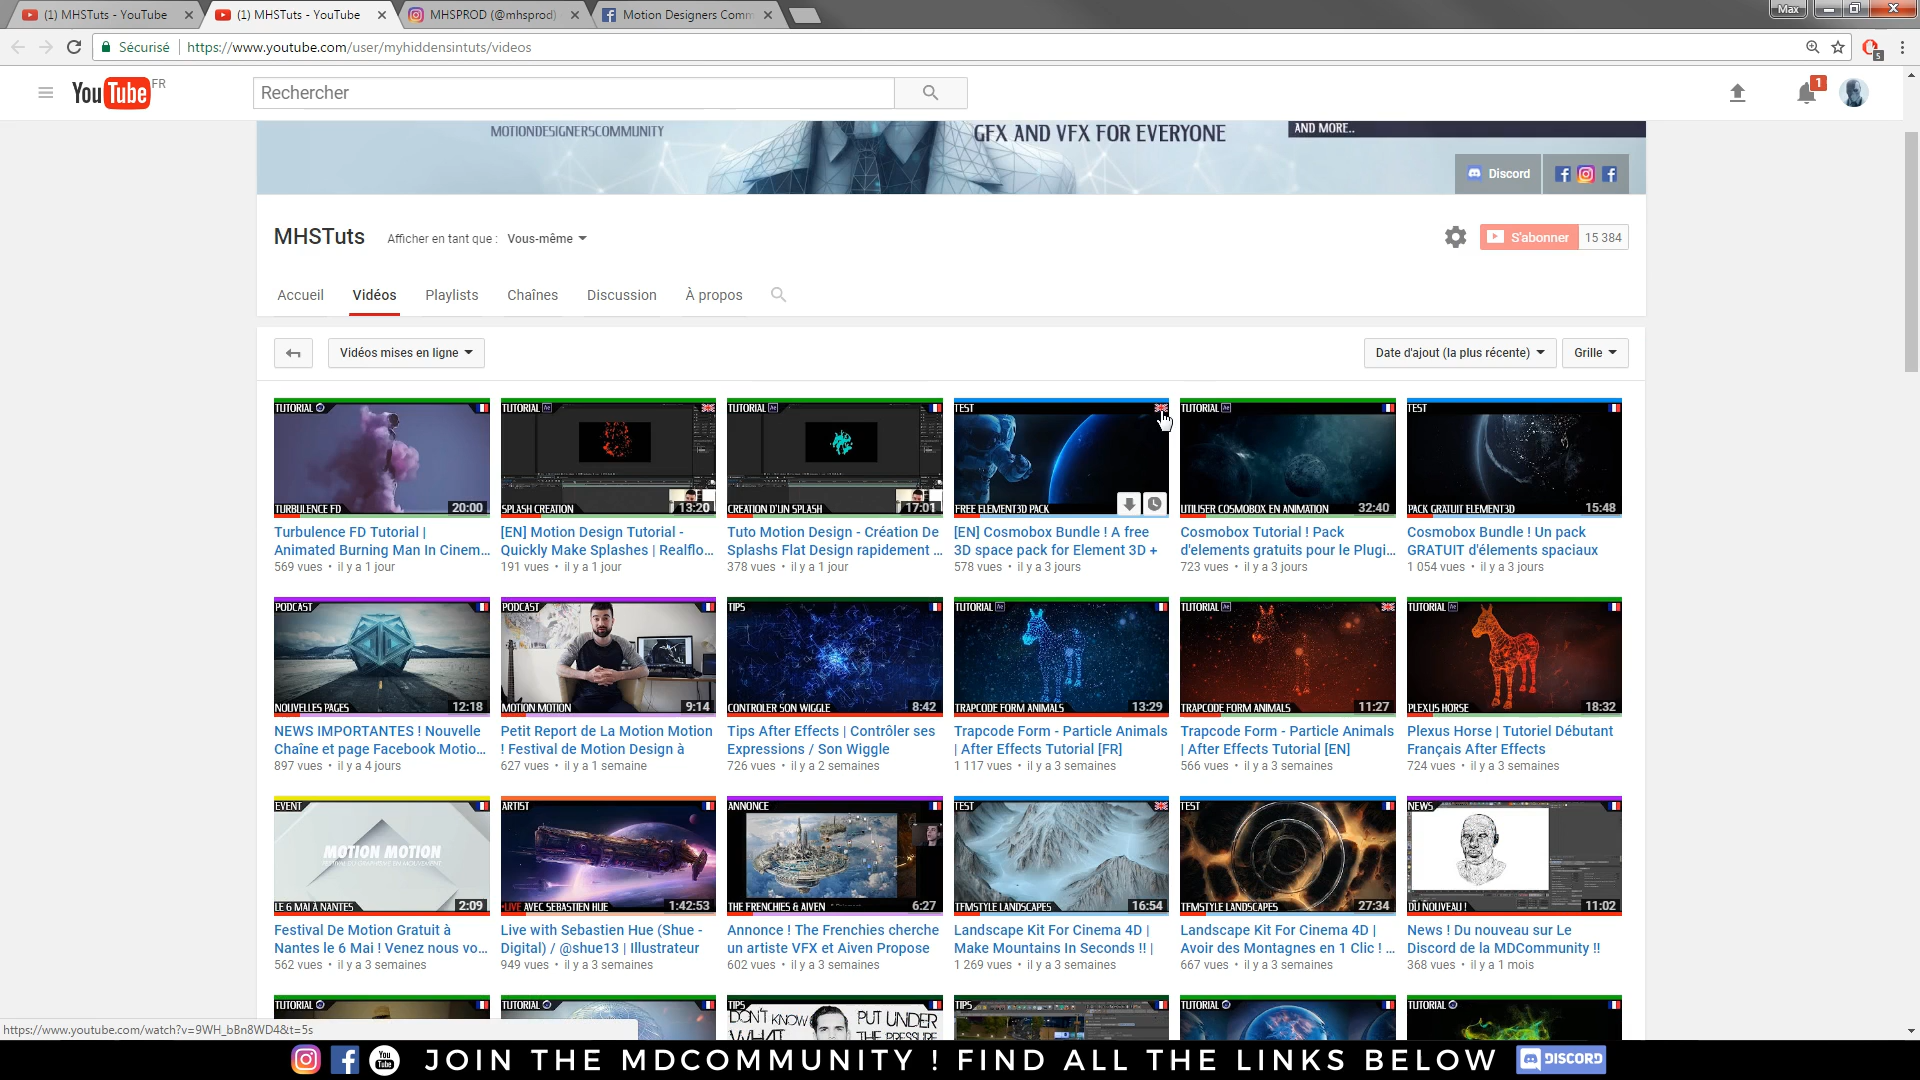 (1) MHSTuts - YouTube
(1) MHSTuts - YouTube
MHSPROD (@mhsprod)
Motion Designers Comm
Max
Sécurisé
https://www.youtube.com/user/myhiddensintuts/videos
5
YouTube FR
Rechercher
1
MOTIONDESIGNERSCOMMUNITY
GFX AND VFX FOR EVERYONE
AND MORE..
Discord
MHSTuts
Afficher en tant que : Vous-même
S'abonner 15 384
Accueil
Vidéos
Playlists
Chaînes
Discussion
À propos
Vidéos mises en ligne
Date d'ajout (la plus récente)
Grille
TUTORIAL
TURBULENCE FD
20:00
Turbulence FD Tutorial |
Animated Burning Man In Cinem...
569 vues • il y a 1 jour
TUTORIAL Ae
SPLASH CREATION
13:20
[EN] Motion Design Tutorial -
Quickly Make Splashes | Realflo...
191 vues • il y a 1 jour
TUTORIAL Ae
CREATION D'UN SPLASH
17:01
Tuto Motion Design - Création De
Splashs Flat Design rapidement ...
378 vues • il y a 1 jour
TEST
FREE ELEMENT3D PACK
[EN] Cosmobox Bundle ! A free
3D space pack for Element 3D +
578 vues • il y a 3 jours
TUTORIAL Ae
UTILISER COSMOBOX EN ANIMATION
32:40
Cosmobox Tutorial ! Pack
d'elements gratuits pour le Plugi...
723 vues • il y a 3 jours
TEST
PACK GRATUIT ELEMENT3D
15:48
Cosmobox Bundle ! Un pack
GRATUIT d'élements spaciaux
1 054 vues • il y a 3 jours
PODCAST
NOUVELLES PAGES
12:18
NEWS IMPORTANTES ! Nouvelle
Chaîne et page Facebook Motio...
897 vues • il y a 4 jours
PODCAST
MOTION MOTION
9:14
Petit Report de La Motion Motion
! Festival de Motion Design à
627 vues • il y a 1 semaine
TIPS
CONTROLER SON WIGGLE
8:42
Tips After Effects | Contrôler ses
Expressions / Son Wiggle
726 vues • il y a 2 semaines
TUTORIAL Ae
TRAPCODE FORM ANIMALS
13:29
Trapcode Form - Particle Animals
| After Effects Tutorial [FR]
1 117 vues • il y a 3 semaines
TUTORIAL Ae
TRAPCODE FORM ANIMALS
11:27
Trapcode Form - Particle Animals
| After Effects Tutorial [EN]
566 vues • il y a 3 semaines
TUTORIAL Ae
PLEXUS HORSE
18:32
Plexus Horse | Tutoriel Débutant
Français After Effects
724 vues • il y a 3 semaines
EVENT
MOTION MOTION
LE 6 MAI À NANTES
2:09
Festival De Motion Gratuit à
Nantes le 6 Mai ! Venez nous vo...
562 vues • il y a 3 semaines
ARTIST
•LIVE AVEC SEBASTIEN HUE
1:42:53
Live with Sebastien Hue (Shue -
Digital) / @shue13 | Illustrateur
949 vues • il y a 3 semaines
ANNONCE
THE FRENCHIES & AIVEN
6:27
Annonce ! The Frenchies cherche
un artiste VFX et Aiven Propose
602 vues • il y a 3 semaines
TEST
TFMSTYLE LANDSCAPES
16:54
Landscape Kit For Cinema 4D |
Make Mountains In Seconds !! |
1 269 vues • il y a 3 semaines
TEST
TFMSTYLE LANDSCAPES
27:34
Landscape Kit For Cinema 4D |
Avoir des Montagnes en 1 Clic ! ...
667 vues • il y a 3 semaines
NEWS
DU NOUVEAU !
11:02
News ! Du nouveau sur Le
Discord de la MDCommunity !!
368 vues • il y a 1 mois
TUTORIAL
TUTORIAL
TIPS
DON'T KNOW
WHAT
PUT UNDER
THE PRESSURE
TIPS
TUTORIAL
TUTORIAL
https://www.youtube.com/watch?v=9WH_bBn8WD4&t=5s
You Tube
JOIN THE MDCOMMUNITY ! FIND ALL THE LINKS BELOW
DISCORD